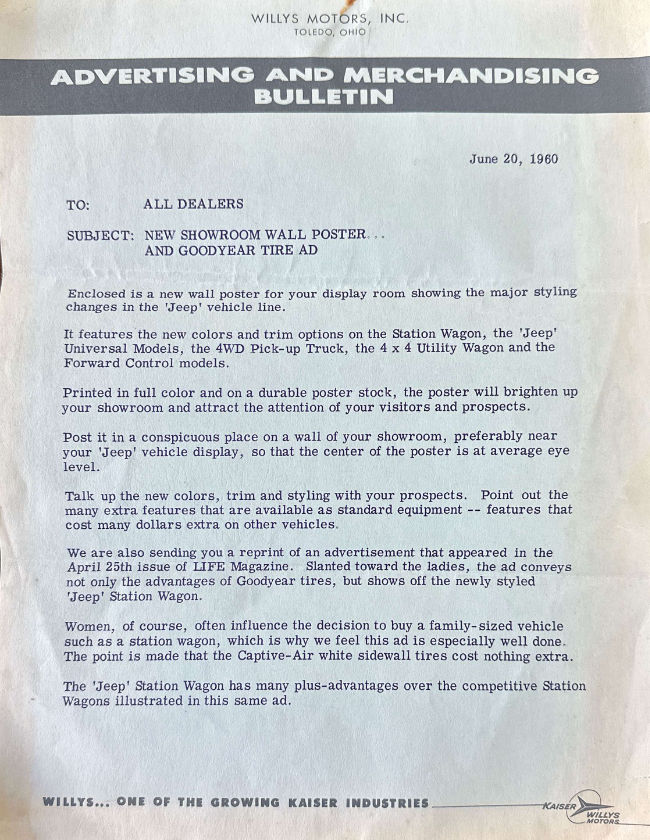 WILLYS MOTORS, INC.
TOLEDO, OHIO
ADVERTISING AND MERCHANDISING
BULLETIN
June 20, 1960
TO: ALL DEALERS
SUBJECT: NEW SHOWROOM WALL POSTER...
AND GOODYEAR TIRE AD
Enclosed is a new wall poster for your display room showing the major styling
changes in the 'Jeep' vehicle line.
It features the new colors and trim options on the Station Wagon, the 'Jeep'
Universal Models, the 4WD Pick-up Truck, the 4 x 4 Utility Wagon and the
Forward Control models.
Printed in full color and on a durable poster stock, the poster will brighten up
your showroom and attract the attention of your visitors and prospects.
Post it in a conspicuous place on a wall of your showroom, preferably near
your 'Jeep' vehicle display, so that the center of the poster is at average eye
level.
Talk up the new colors, trim and styling with your prospects. Point out the
many extra features that are available as standard equipment -- features that
cost many dollars extra on other vehicles.
We are also sending you a reprint of an advertisement that appeared in the
April 25th issue of LIFE Magazine. Slanted toward the ladies, the ad conveys
not only the advantages of Goodyear tires, but shows off the newly styled
'Jeep' Station Wagon.
Women, of course, often influence the decision to buy a family-sized vehicle
such as a station wagon, which is why we feel this ad is especially well done.
The point is made that the Captive-Air white sidewall tires cost nothing extra.
The 'Jeep' Station Wagon has many plus-advantages over the competitive Station
Wagons illustrated in this same ad.
WILLYS... ONE OF THE GROWING KAISER INDUSTRIES
KAISER
WILLYS
MOTORS